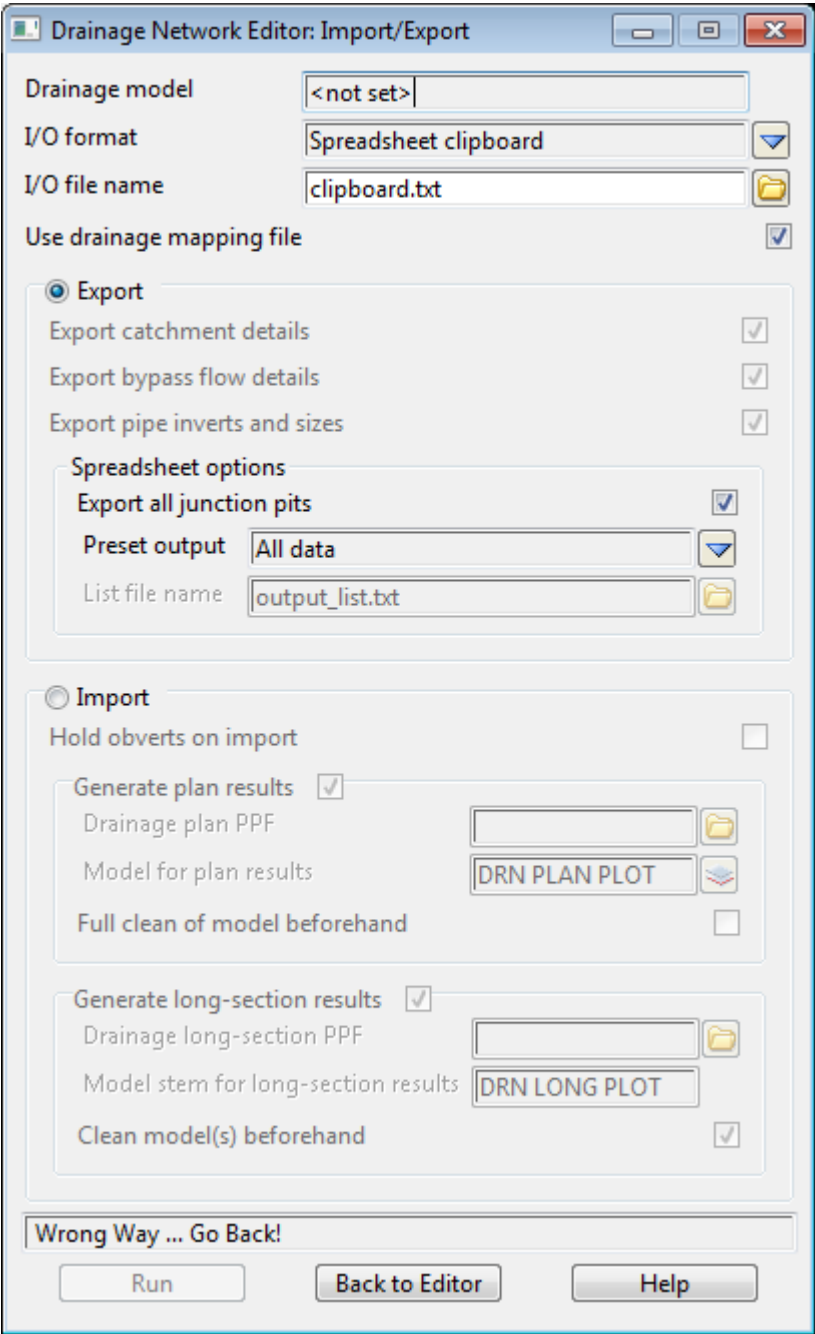 Drainage Network Editor: Import/Export
Drainage model <not set>
I/O format Spreadsheet clipboard
I/O file name clipboard.txt
Use drainage mapping file
Export
Export catchment details
Export bypass flow details
Export pipe inverts and sizes
Spreadsheet options
Export all junction pits
Preset output All data
List file name output_list.txt
Import
Hold obverts on import
Generate plan results
Drainage plan PPF
Model for plan results DRN PLAN PLOT
Full clean of model beforehand
Generate long-section results
Drainage long-section PPF
Model stem for long-section results DRN LONG PLOT
Clean model(s) beforehand
Wrong Way ... Go Back!
Run Back to Editor Help